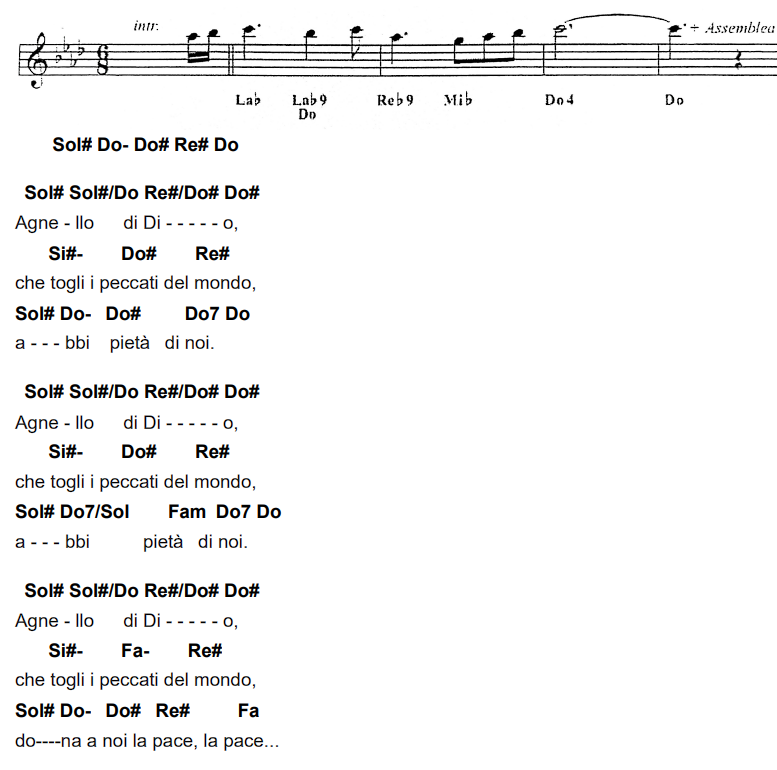 intr.
+ Assemblea
6
8
Lab Lab9 Reb9 Mib Do4 Do
Do
Sol# Do- Do# Re# Do
Sol# Sol#/Do Re#/Do# Do#
Agne - llo di Di - - - - - o,
Si#- Do# Re#
che togli i peccati del mondo,
Sol# Do- Do# Do7 Do
a - - - bbi pietà di noi.
Sol# Sol#/Do Re#/Do# Do#
Agne - llo di Di - - - - - o,
Si#- Do# Re#
che togli i peccati del mondo,
Sol# Do7/Sol Fam Do7 Do
a - - - bbi pietà di noi.
Sol# Sol#/Do Re#/Do# Do#
Agne - llo di Di - - - - - o,
Si#- Fa- Re#
che togli i peccati del mondo,
Sol# Do- Do# Re# Fa
do----na a noi la pace, la pace...